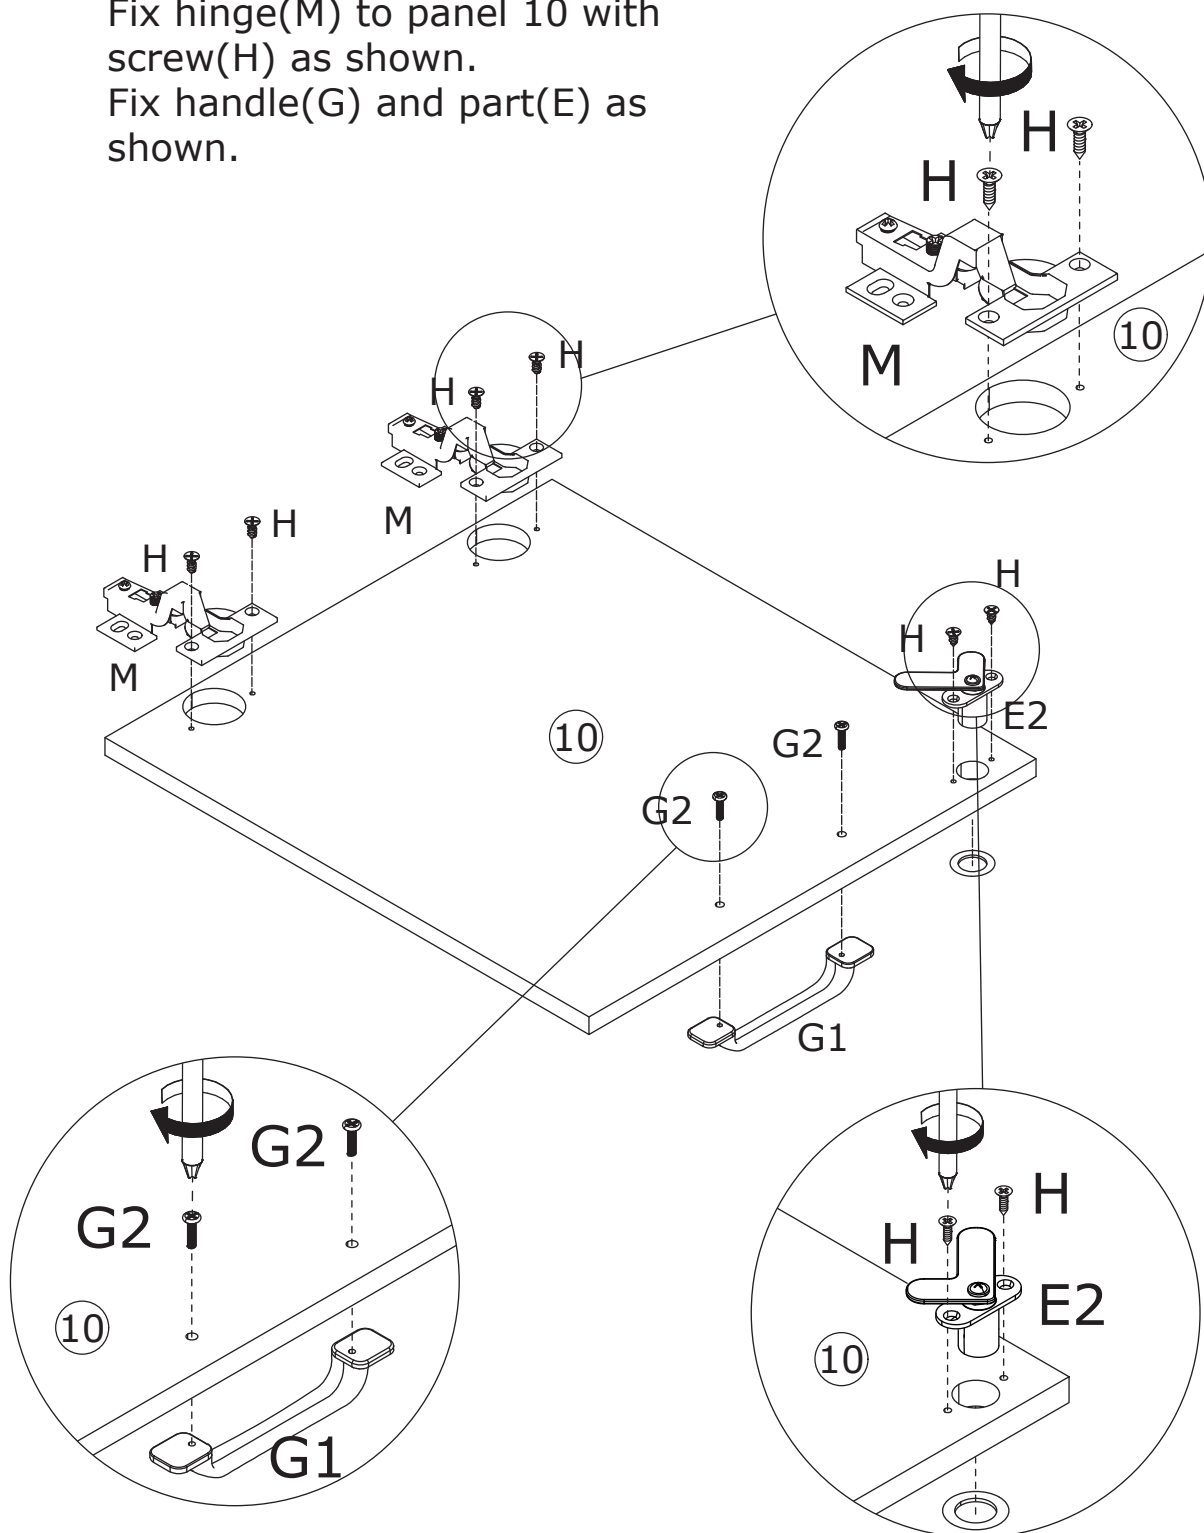 Fix hinge(M) to panel 10 with
screw(H) as shown.
Fix handle(G) and part(E) as
shown.
H
H
M
10
H
H
M
H
H
M
H
H
E2
10
G2
G2
G1
G2
G2
10
G1
H
H
E2
10